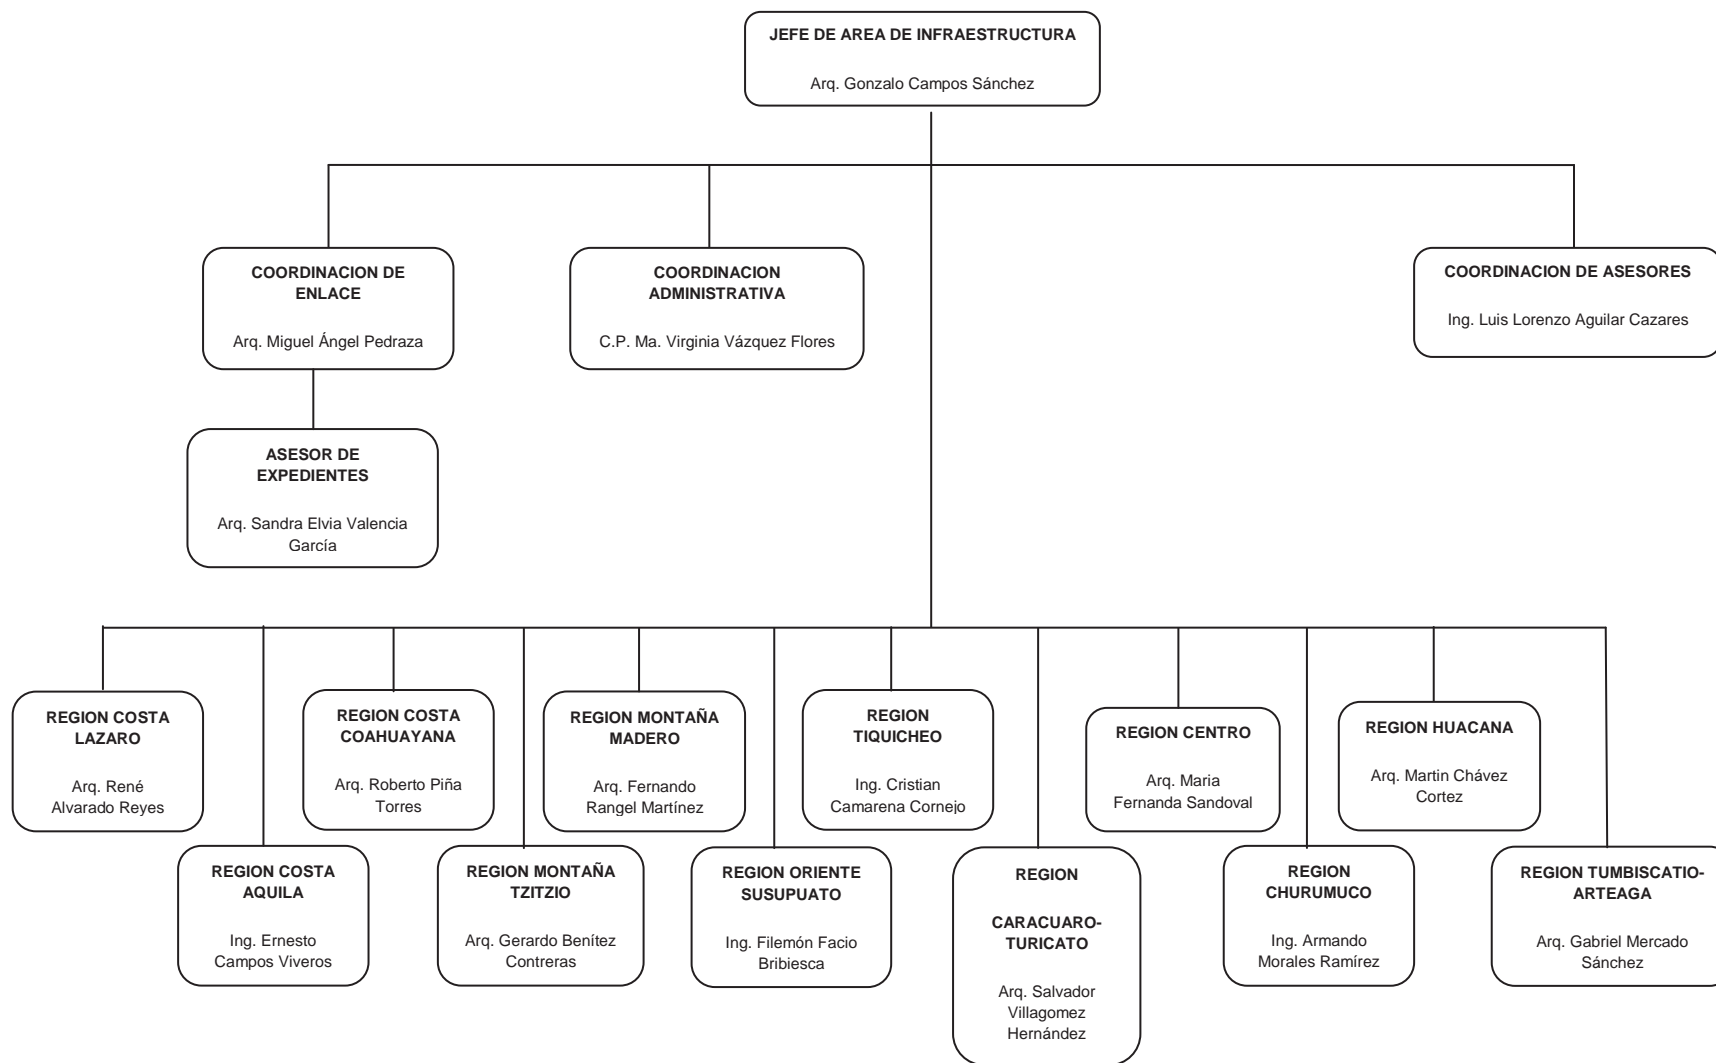 JEFE DE AREA DE INFRAESTRUCTURA
Arq. Gonzalo Campos Sánchez
COORDINACION DE
ENLACE
Arq. Miguel Ángel Pedraza
COORDINACION
ADMINISTRATIVA
C.P. Ma. Virginia Vázquez Flores
COORDINACION DE ASESORES
Ing. Luis Lorenzo Aguilar Cazares
ASESOR DE
EXPEDIENTES
Arq. Sandra Elvia Valencia
García
REGION COSTA
LAZARO
Arq. René
Alvarado Reyes
REGION COSTA
COAHUAYANA
Arq. Roberto Piña
Torres
REGION MONTAÑA
MADERO
Arq. Fernando
Rangel Martínez
REGION
TIQUICHEO
Ing. Cristian
Camarena Cornejo
REGION CENTRO
Arq. Maria
Fernanda Sandoval
REGION HUACANA
Arq. Martin Chávez
Cortez
REGION COSTA
AQUILA
Ing. Ernesto
Campos Viveros
REGION MONTAÑA
TZITZIO
Arq. Gerardo Benítez
Contreras
REGION ORIENTE
SUSUPUATO
Ing. Filemón Facio
Bribiesca
REGION
CARACUARO-
TURICATO
Arq. Salvador
Villagomez
Hernández
REGION
CHURUMUCO
Ing. Armando
Morales Ramírez
REGION TUMBISCATIO-
ARTEAGA
Arq. Gabriel Mercado
Sánchez